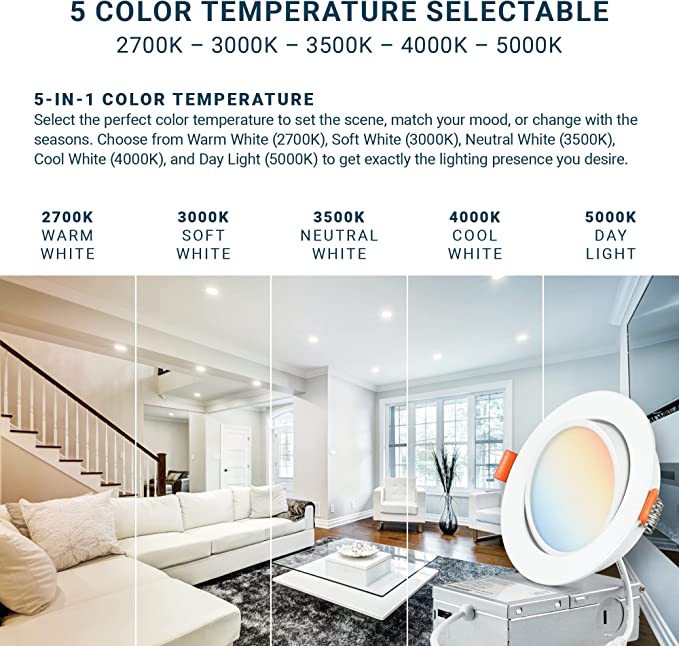 5 COLOR TEMPERATURE SELECTABLE
2700K – 3000K – 3500K – 4000K – 5000K
5-IN-1 COLOR TEMPERATURE
Select the perfect color temperature to set the scene, match your mood, or change with the
seasons. Choose from Warm White (2700K), Soft White (3000K), Neutral White (3500K),
Cool White (4000K), and Day Light (5000K) to get exactly the lighting presence you desire.
2700K
WARM
WHITE
3000K
SOFT
WHITE
3500K
NEUTRAL
WHITE
4000K
COOL
WHITE
5000K
DAY
LIGHT